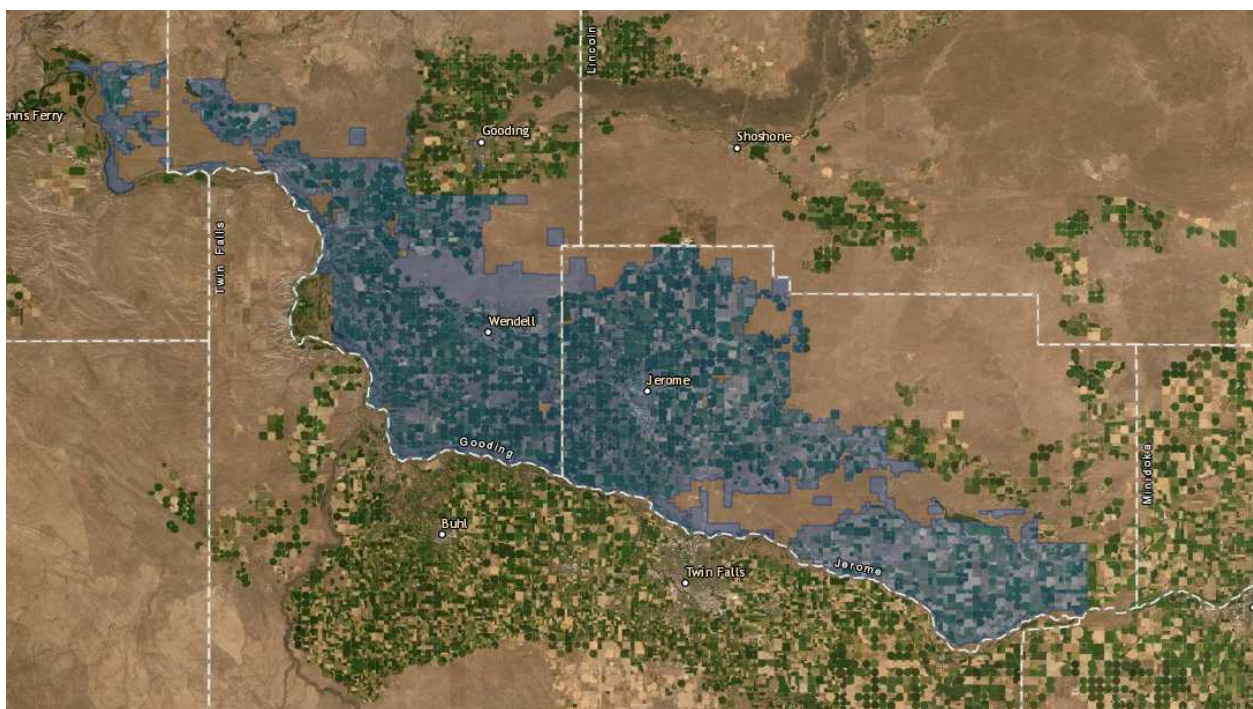 Lincoln
enns Ferry
Gooding
Shoshone
Twin Falls
Wendell
Jerome
Gooding
Minidoka
Buhl
Twin Falls
Jerome